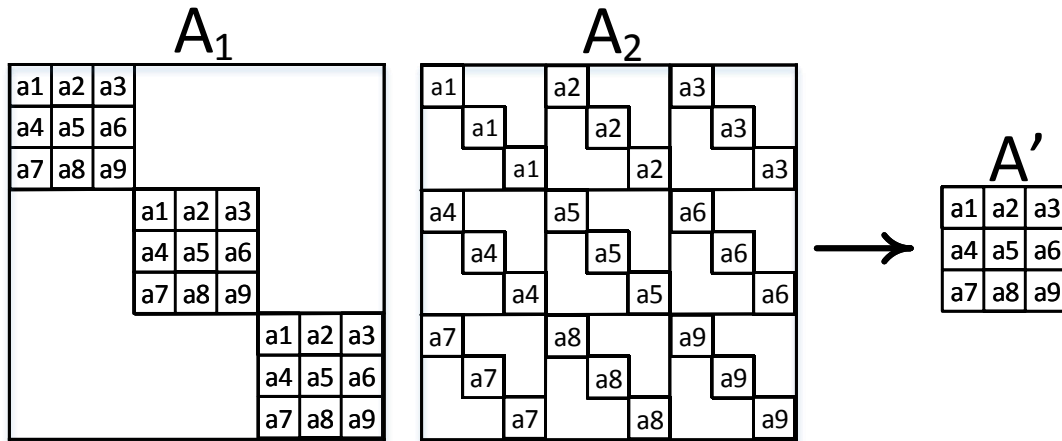 A1 A2
a1 a2 a3 a1 a2 a3
a4 a5 a6 a1 a2 a3
a7 a8 a9 a1 a2 a3 A'
a1 a2 a3 a4 a5 a6 a1 a2 a3
a4 a5 a6 a4 a5 a6 a4 a5 a6
a7 a8 a9 a4 a5 a6 a7 a8 a9
a1 a2 a3 a7 a8 a9
a4 a5 a6 a7 a8 a9
a7 a8 a9 a7 a8 a9